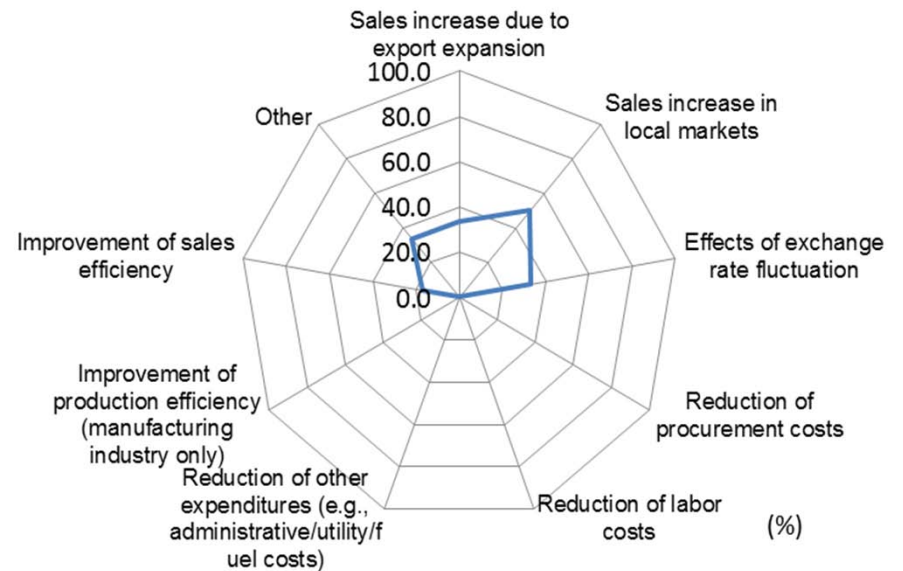 Sales increase due to
export expansion
100.0
80.0
60.0
40.0
20.0
0.0
Sales increase in
local markets
Effects of exchange
rate fluctuation
Reduction of
procurement costs
Reduction of labor
costs
(%)
Reduction of other
expenditures (e.g.,
administrative/utility/f
uel costs)
Improvement of
production efficiency
(manufacturing
industry only)
Improvement of sales
efficiency
Other